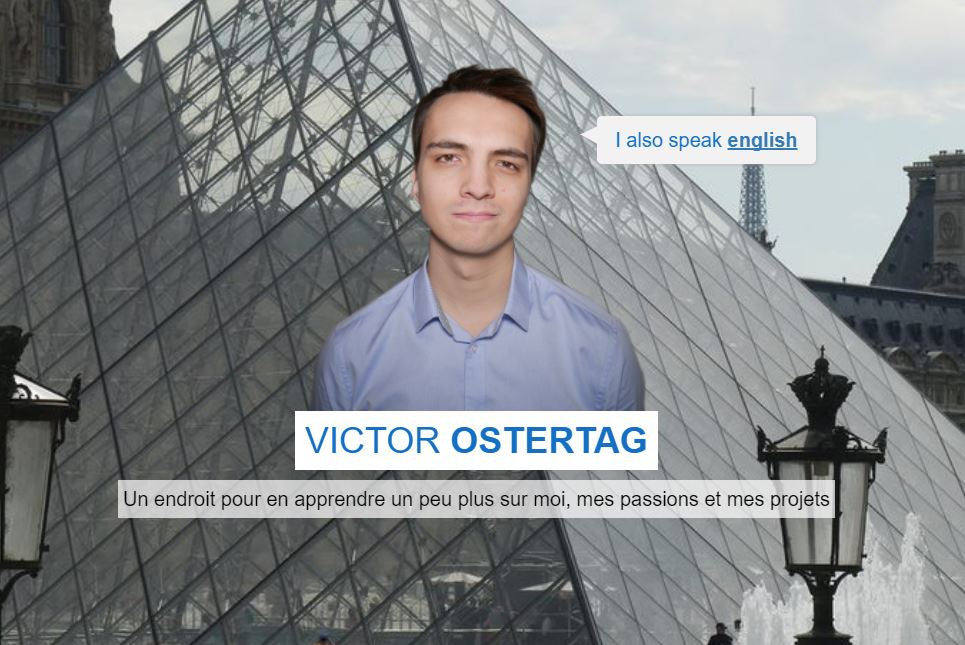 I also speak english
VICTOR OSTERTAG
Un endroit pour en apprendre un peu plus sur moi, mes passions et mes projets